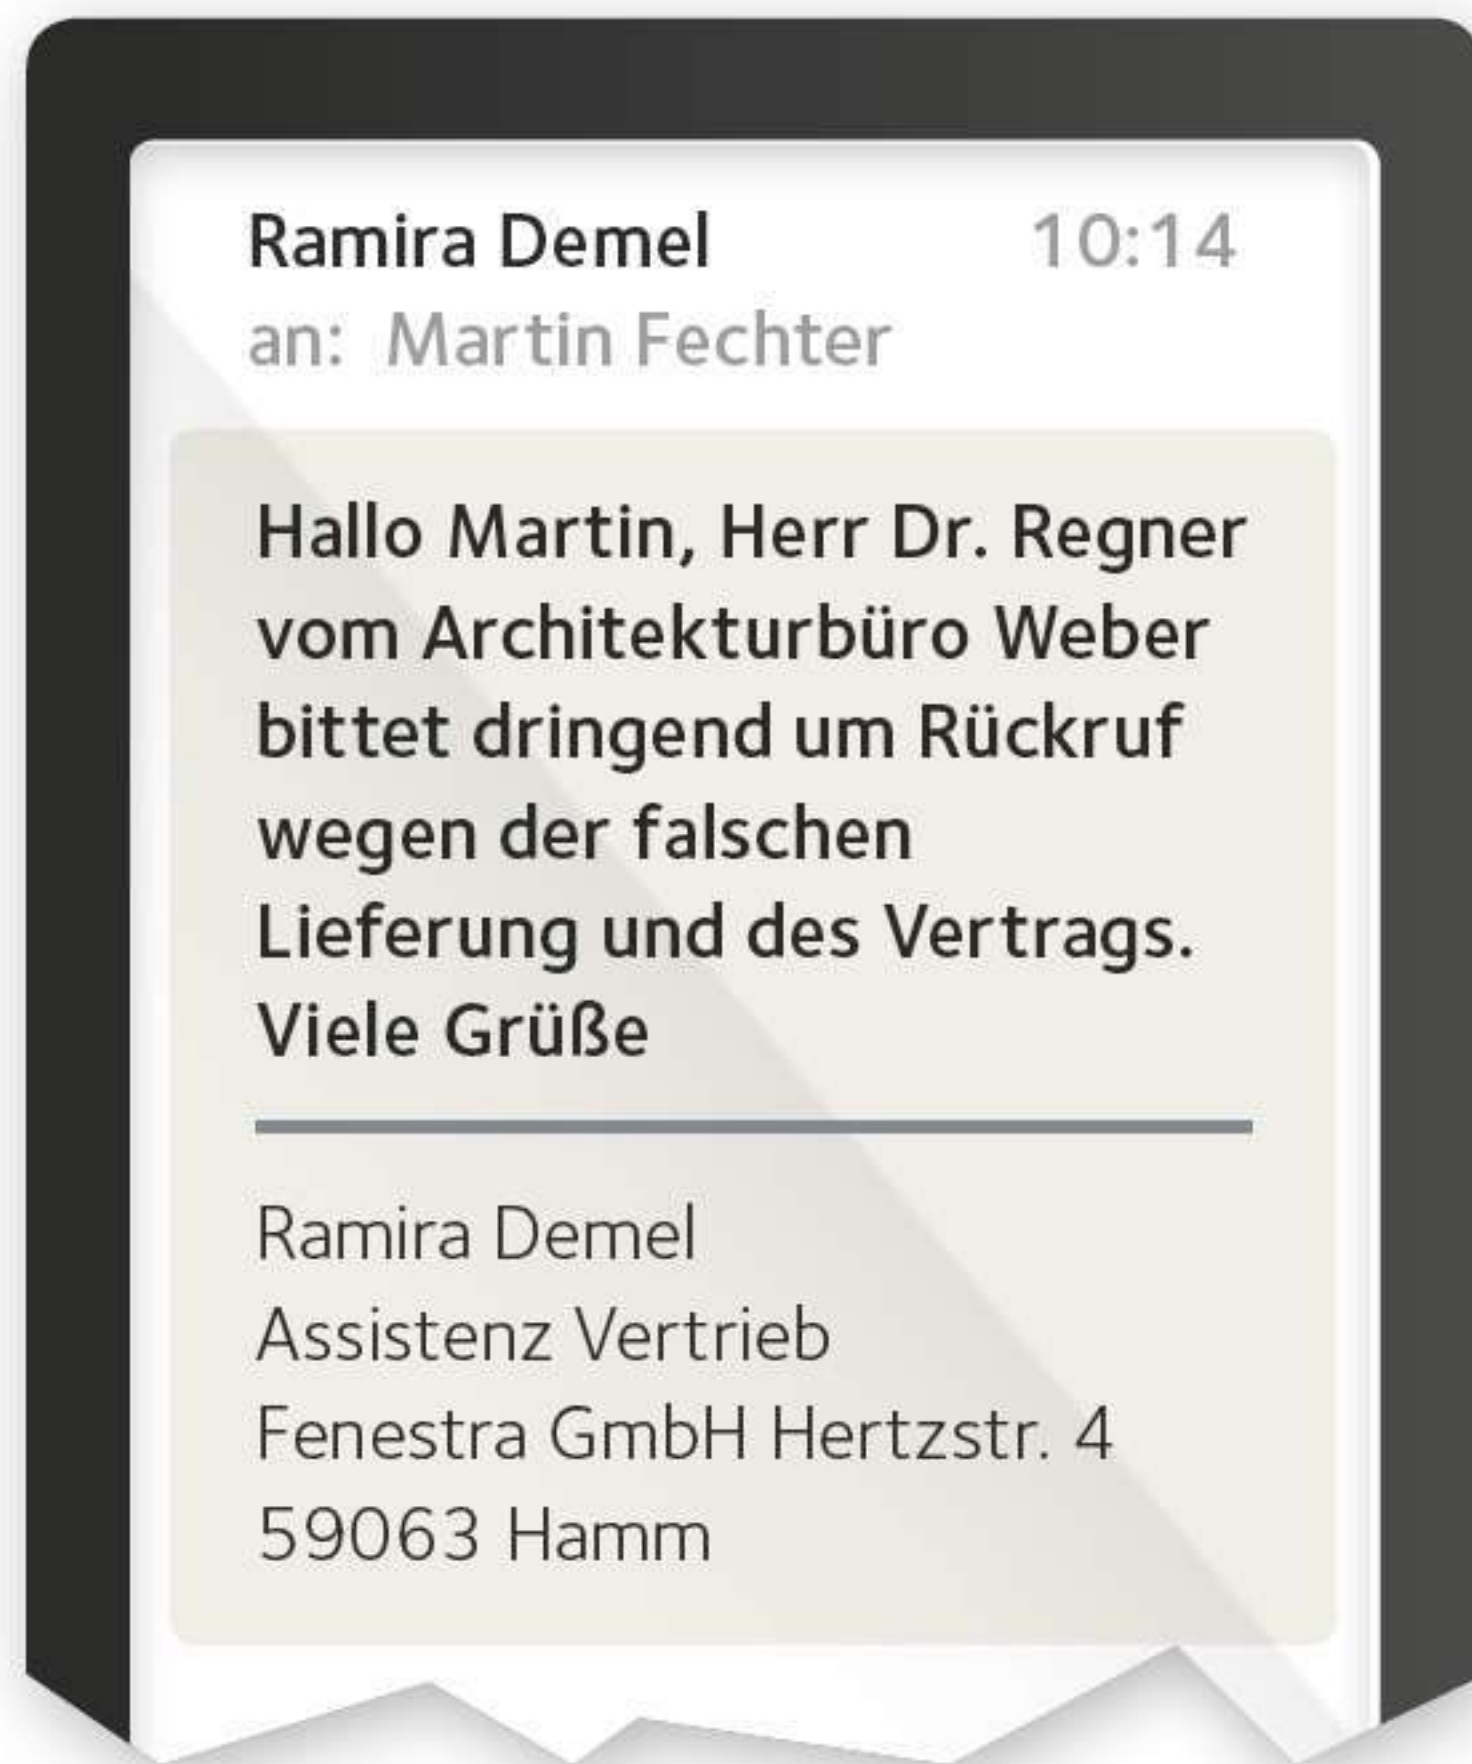 Ramira Demel 10:14
an: Martin Fechter
Hallo Martin, Herr Dr. Regner
vom Architekturbüro Weber
bittet dringend um Rückruf
wegen der falschen
Lieferung und des Vertrags.
Viele Grüße
Ramira Demel
Assistenz Vertrieb
Fenestra GmbH Hertzstr. 4
59063 Hamm